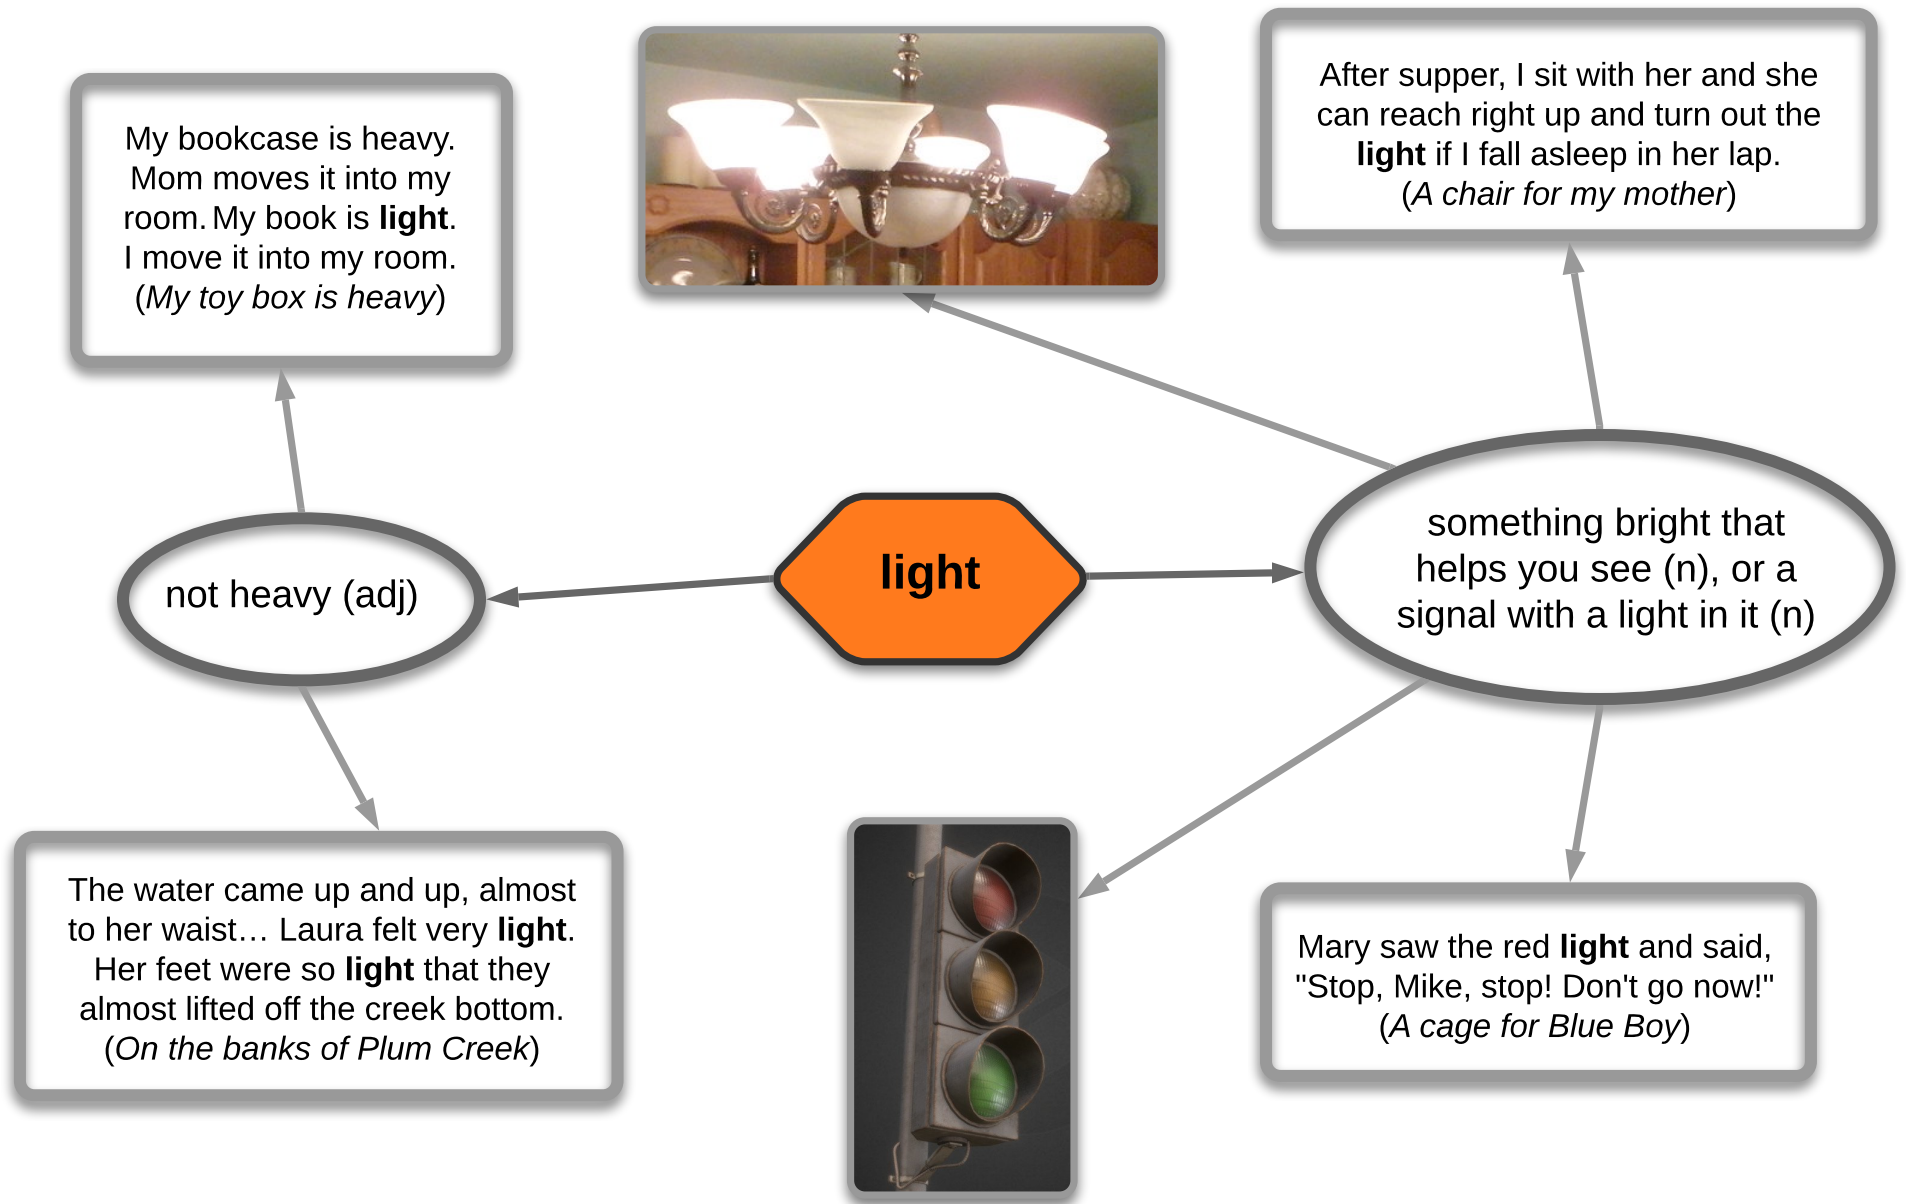 My bookcase is heavy.
Mom moves it into my
room. My book is light.
I move it into my room.
(My toy box is heavy)
After supper, I sit with her and she
can reach right up and turn out the
light if I fall asleep in her lap.
(A chair for my mother)
not heavy (adj)
light
something bright that
helps you see (n), or a
signal with a light in it (n)
The water came up and up, almost
to her waist… Laura felt very light.
Her feet were so light that they
almost lifted off the creek bottom.
(On the banks of Plum Creek)
Mary saw the red light and said,
"Stop, Mike, stop! Don't go now!"
(A cage for Blue Boy)